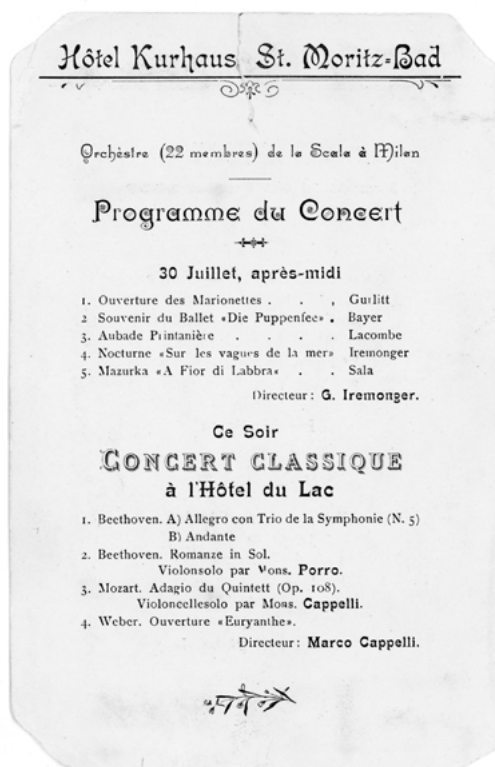 Hôtel Kurhaus St. Moritz-Bad
Orchèstre (22 membres) de la Scala à Milan
Programme du Concert
30 Juillet, après-midi
1. Ouverture des Marionettes . . , Gurlitt
2 Souvenir du Ballet «Die Puppenfee» . Bayer
3. Aubade Printanière . . . . Lacombe
4. Nocturne «Sur les vagues de la mer» Iremonger
5. Mazurka «A Fior di Labbra« . . Sala
Directeur: G. Iremonger.
Ce Soir
CONCERT CLASSIQUE
à l'Hôtel du Lac
1. Beethoven. A) Allegro con Trio de la Symphonie (N. 5)
B) Andante
2. Beethoven. Romanze in Sol.
Violonsolo par Mons. Porro.
3. Mozart. Adagio du Quintett (Op. 108).
Violoncellesolo par Mons. Cappelli.
4. Weber. Ouverture «Euryanthe».
Directeur: Marco Cappelli.